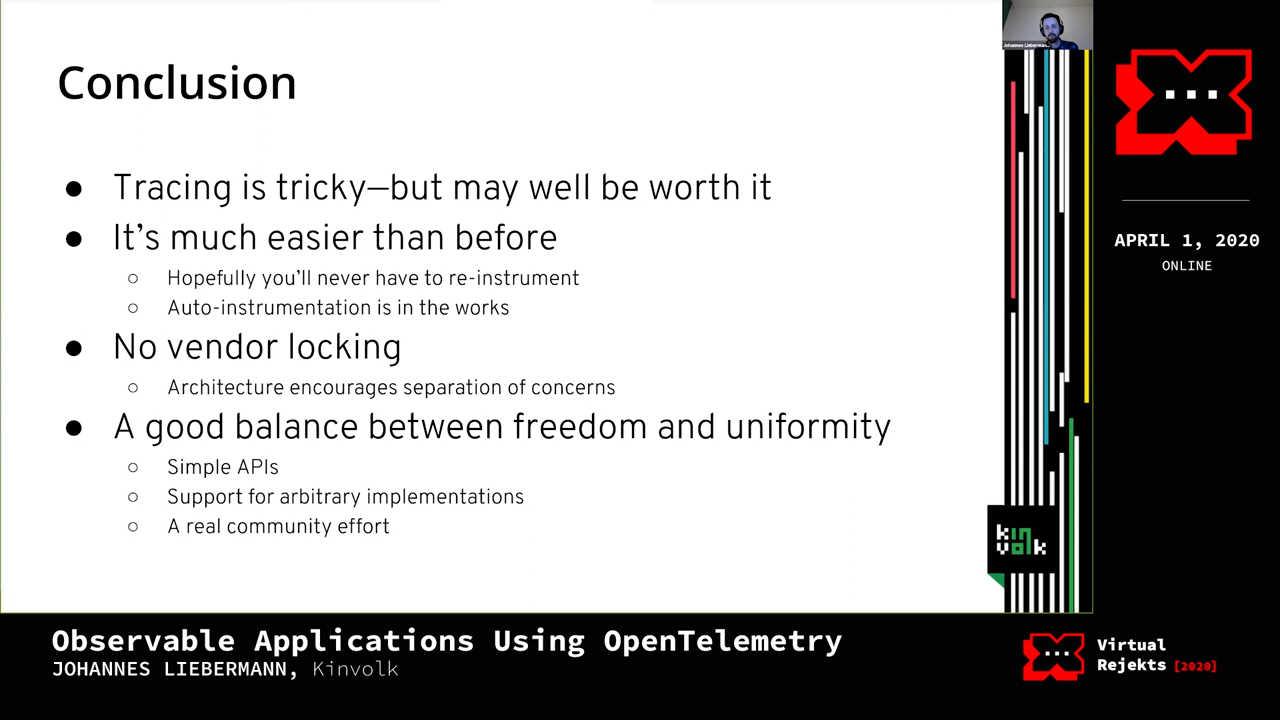 Conclusion
● Tracing is tricky—but may well be worth it
● It’s much easier than before
○ Hopefully you’ll never have to re-instrument
○ Auto-instrumentation is in the works
● No vendor locking
○ Architecture encourages separation of concerns
● A good balance between freedom and uniformity
○ Simple APIs
○ Support for arbitrary implementations
○ A real community effort
kin
volk
APRIL 1, 2020
ONLINE
Observable Applications Using OpenTelemetry
JOHANNES LIEBERMANN, Kinvolk
Virtual
Rejekts [2020]